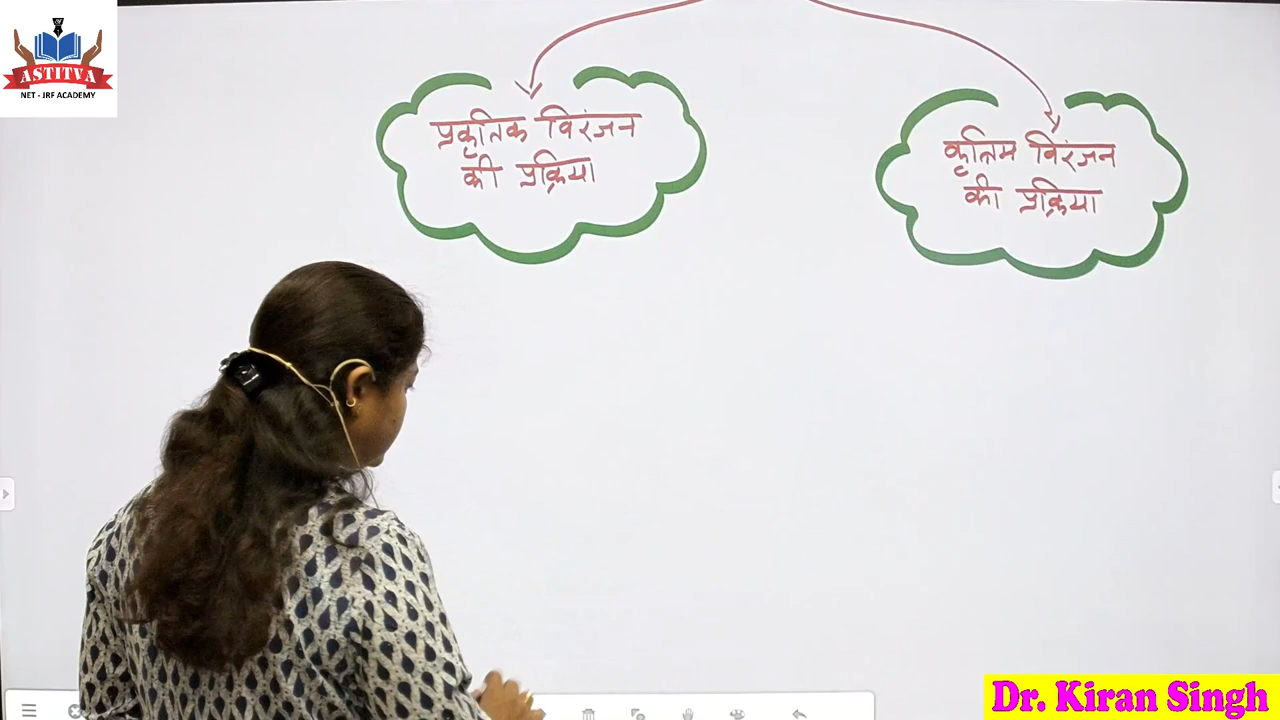 ASTITVA
NET - JRF ACADEMY
प्रकृतिक विरंजन
की प्रक्रिया
कृत्रिम विरंजन
की प्रक्रिया
Dr. Kiran Singh